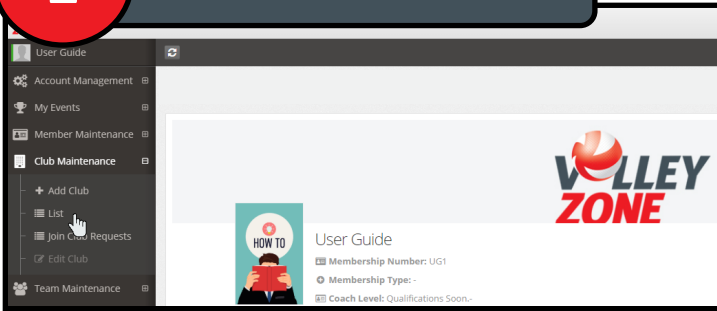 User Guide
Account Management
My Events
Member Maintenance
Club Maintenance
Add Club
List
Join Club Requests
Edit Club
Team Maintenance
VOLLEY
ZONE
HOW TO
User Guide
Membership Number: UG1
Membership Type: -
Coach Level: Qualifications Soon,-